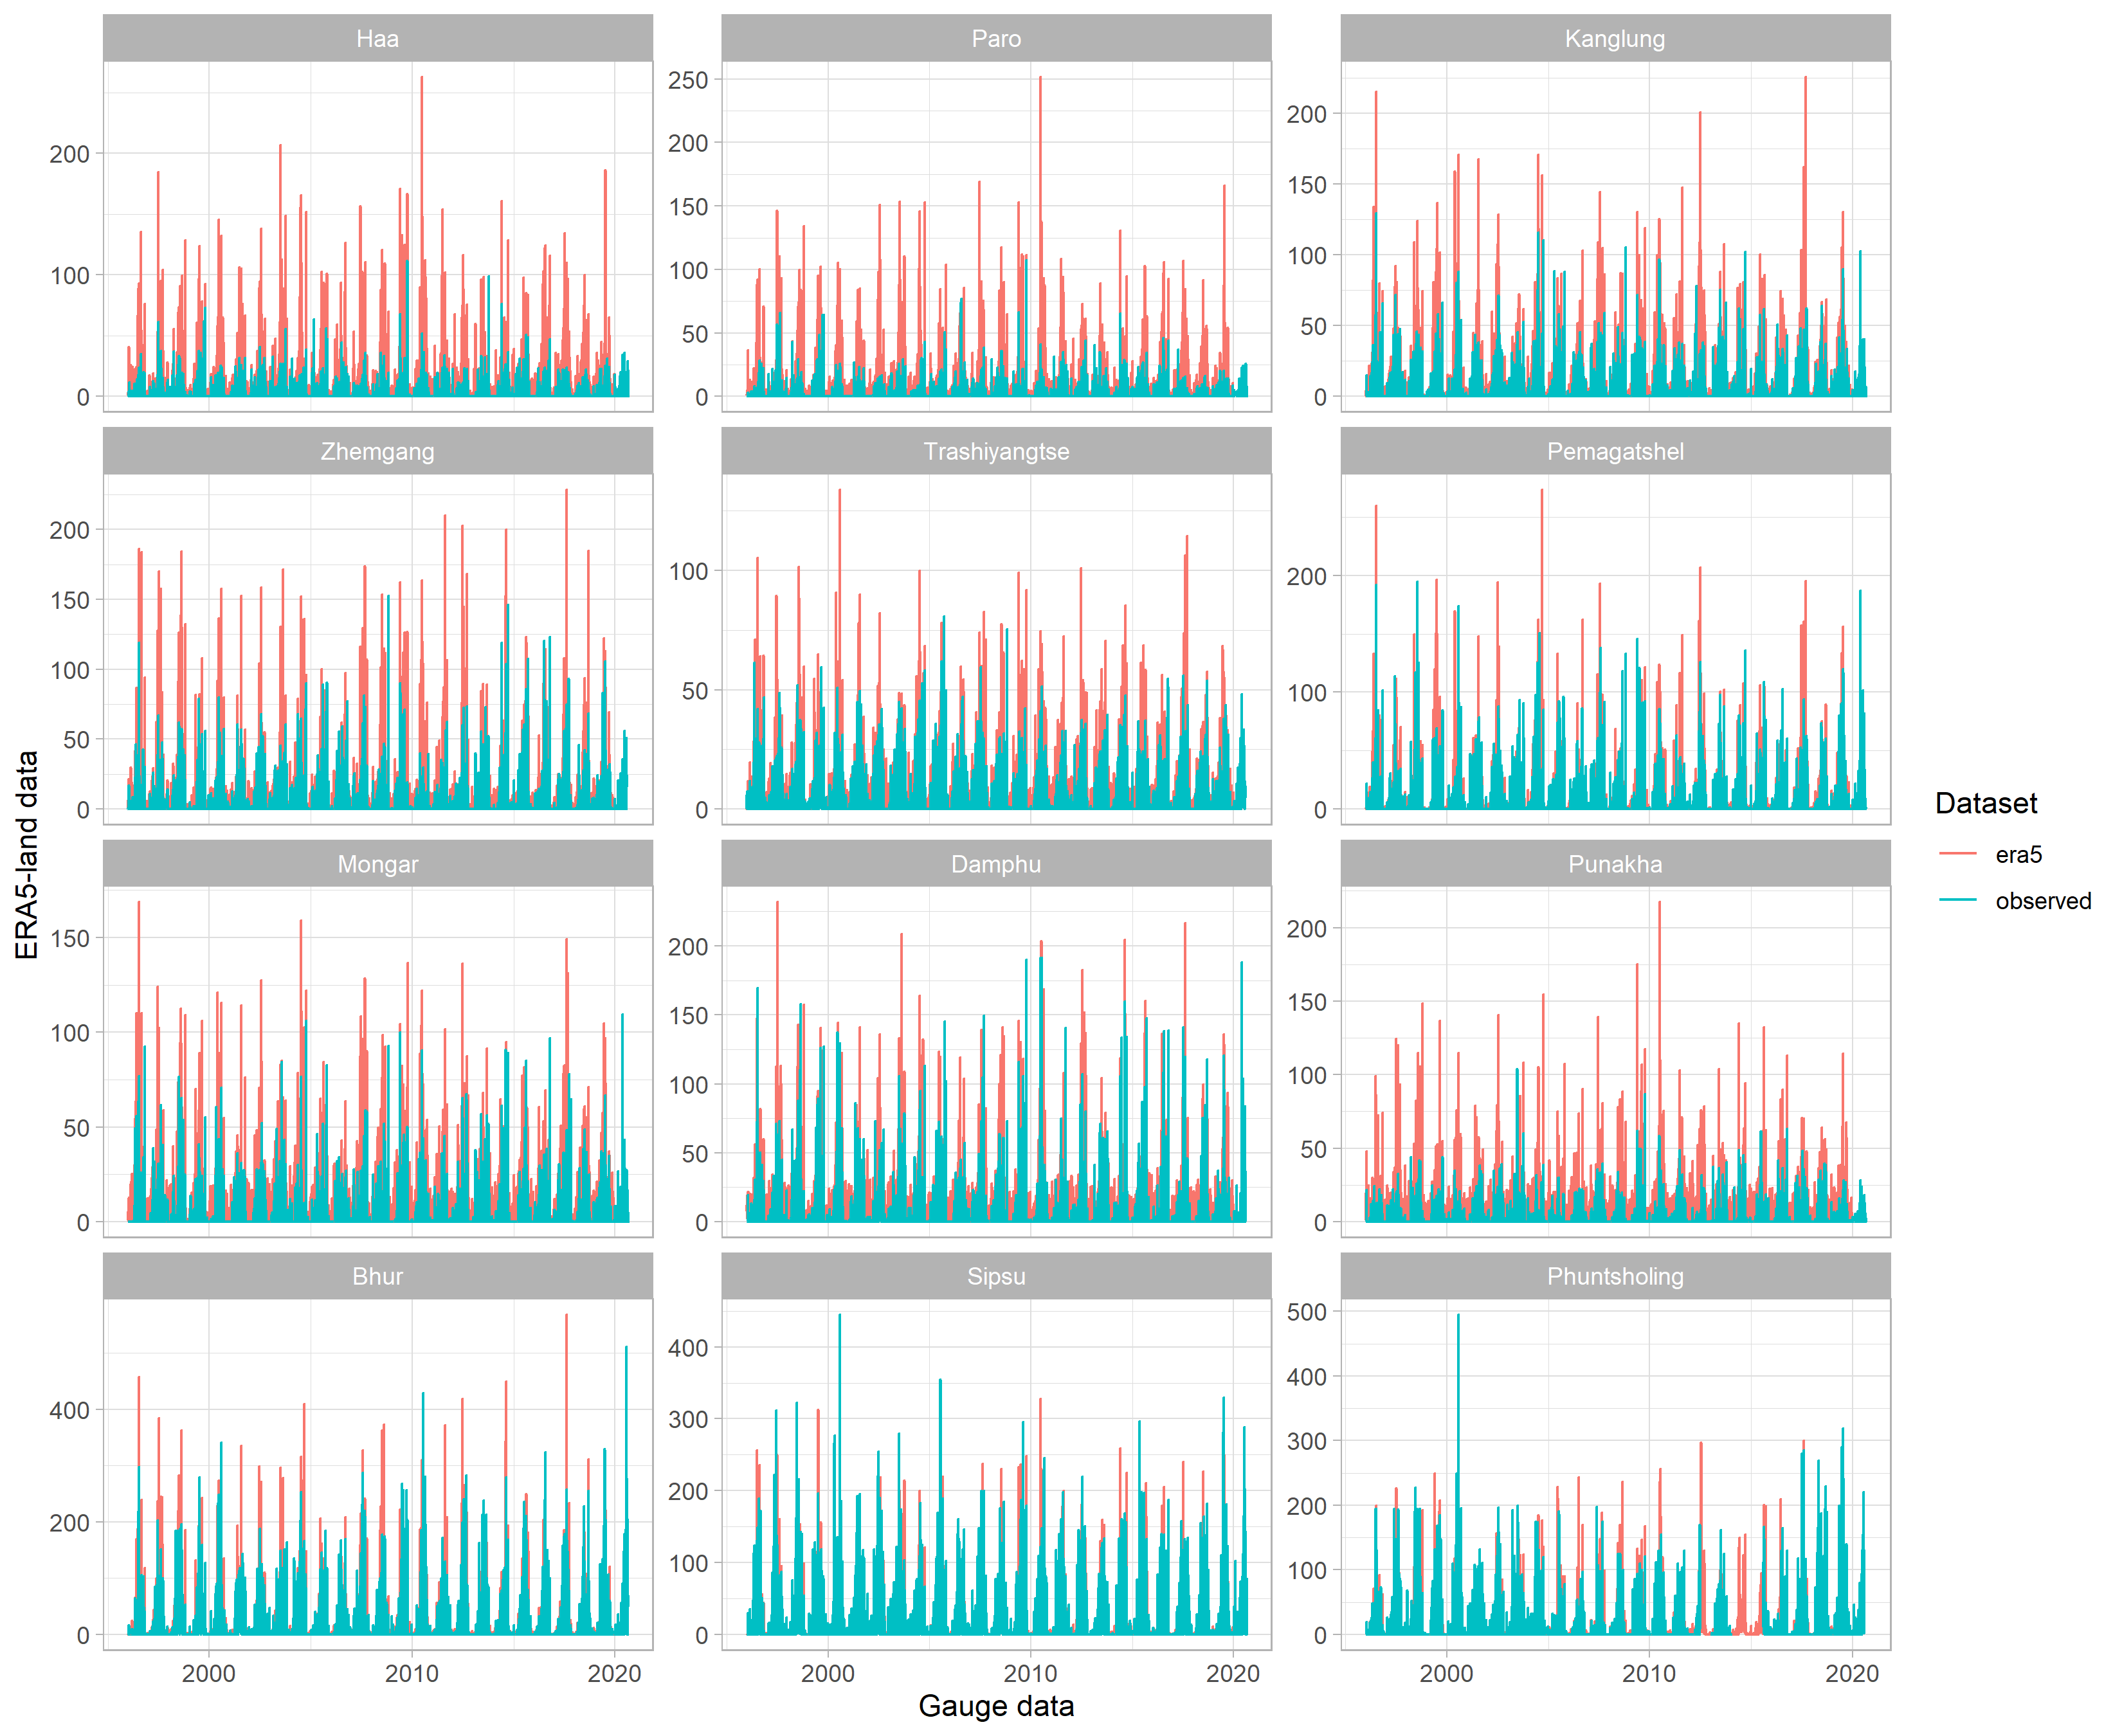 Haa Paro Kanglung
250
200 200 200
150 150
100 100 100
50 50
0 0 0
Zhemgang Trashiyangtse Pemagatshel
200
150 100 200
100 50 100
50
0 0 0
Mongar Damphu Punakha
150 200 200
100 150 150
50 100 100
50 50
0 0 0
Bhur Sipsu Phuntsholing
500
400 400 400
300 300
200 200 200
100 100
0 0 0
2000 2010 2020 2000 2010 2020 2000 2010 2020
Gauge data
ERA5-land data
Dataset
era5
observed